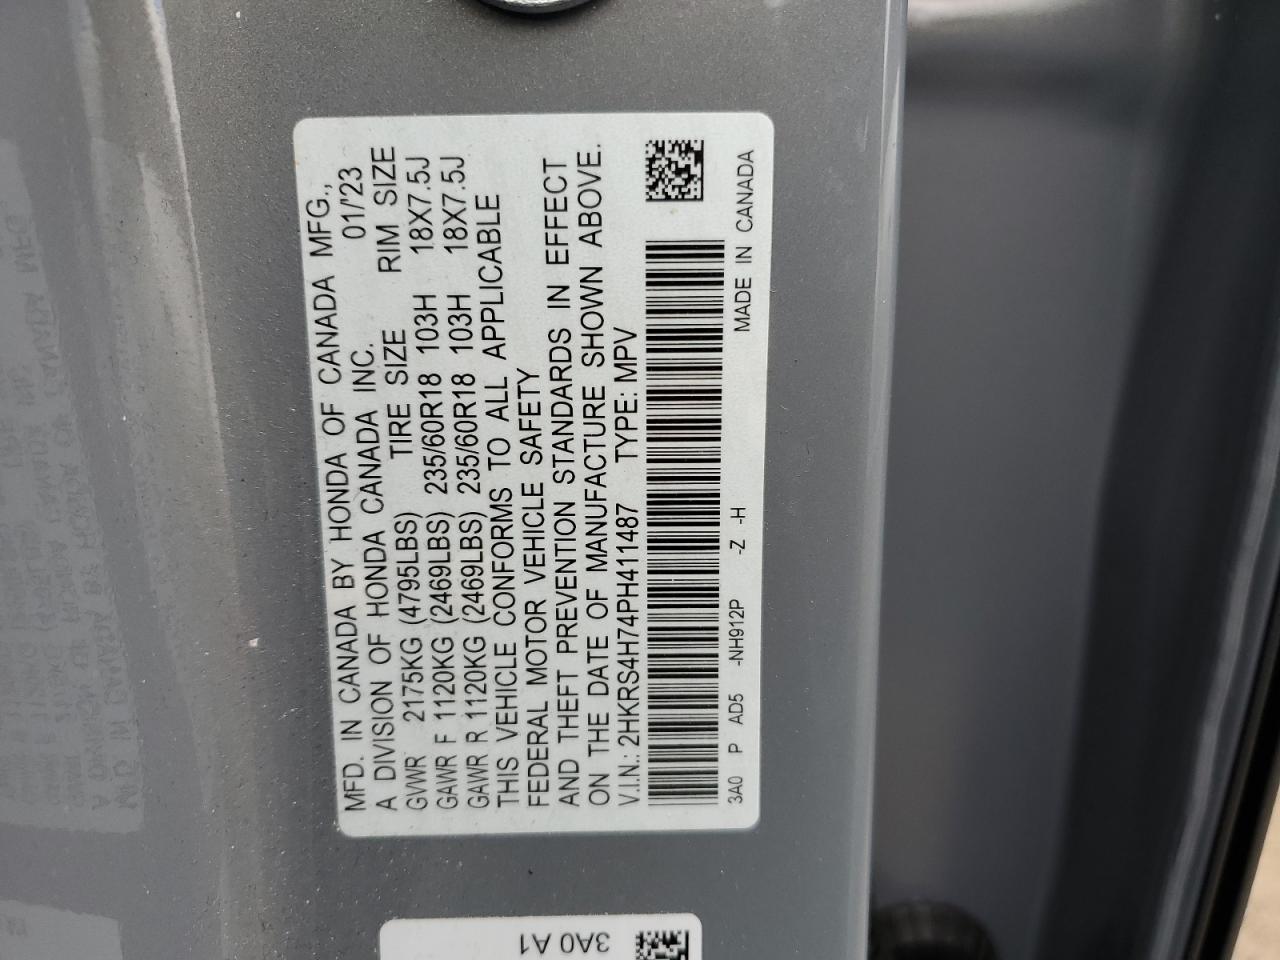 MFD. IN CANADA BY HONDA OF CANADA MFG.,
A DIVISION OF HONDA CANADA INC. 01/'23
GVWR 2175KG (4795LBS) TIRE SIZE RIM SIZE
GAWR F 1120KG (2469LBS) 235/60R18 103H 18X7.5J
GAWR R 1120KG (2469LBS) 235/60R18 103H 18X7.5J
THIS VEHICLE CONFORMS TO ALL APPLICABLE
FEDERAL MOTOR VEHICLE SAFETY
AND THEFT PREVENTION STANDARDS IN EFFECT
ON THE DATE OF MANUFACTURE SHOWN ABOVE.
V.I.N.: 2HKRS4H74PH411487 TYPE: MPV
3A0 P AD5 -NH912P -Z -H MADE IN CANADA
3A0 A1